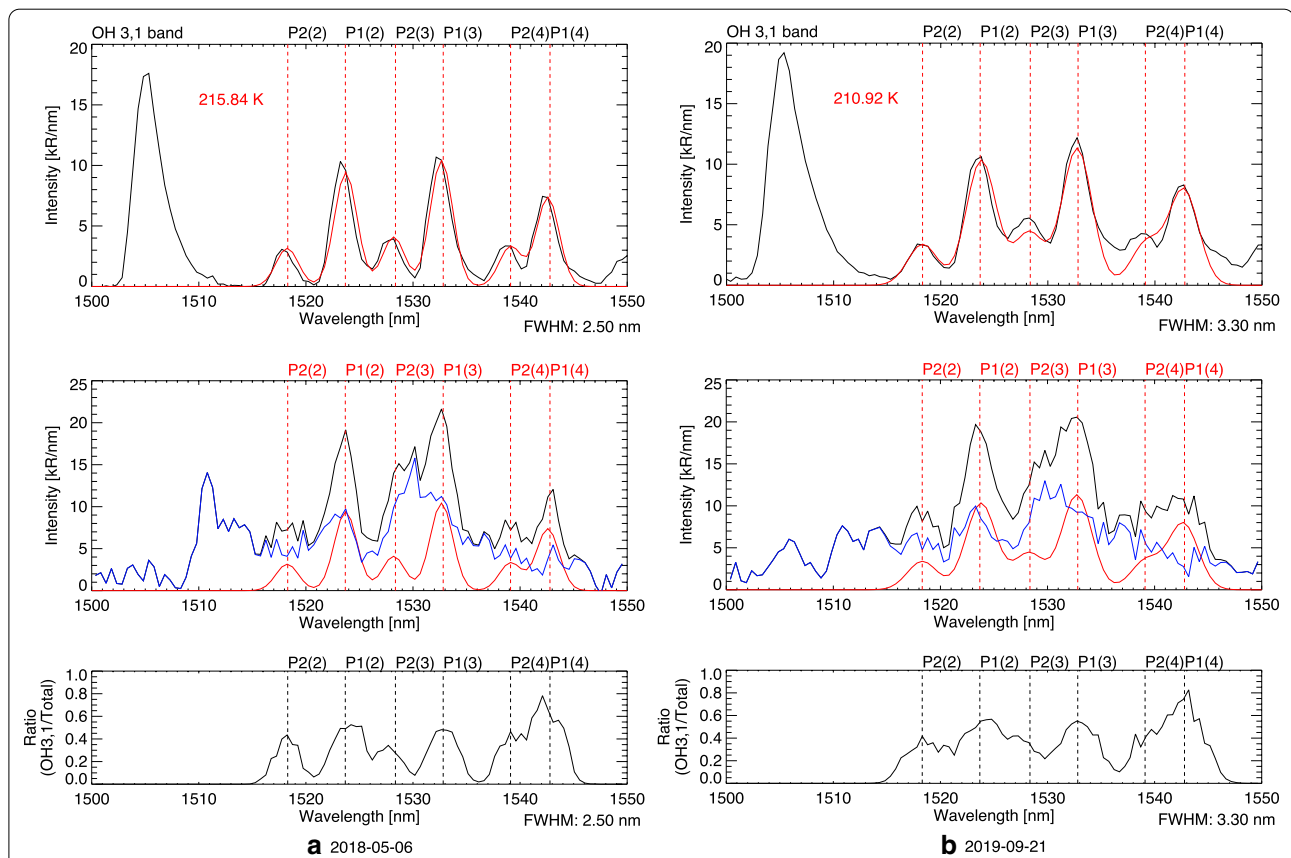 OH 3,1 band P2(2) P1(2) P2(3) P1(3) P2(4)P1(4)
20
15
10
5
0
Intensity [kR/nm]
215.84 K
1500 1510 1520 1530 1540 1550
Wavelength [nm]
FWHM: 2.50 nm
P2(2) P1(2) P2(3) P1(3) P2(4)P1(4)
25
20
15
10
5
0
Intensity [kR/nm]
1500 1510 1520 1530 1540 1550
Wavelength [nm]
P2(2) P1(2) P2(3) P1(3) P2(4)P1(4)
1.0
0.8
0.6
0.4
0.2
0.0
Ratio
(OH3,1/Total)
1500 1510 1520 1530 1540 1550
Wavelength [nm]
FWHM: 2.50 nm
a 2018-05-06
OH 3,1 band P2(2) P1(2) P2(3) P1(3) P2(4)P1(4)
20
15
10
5
0
Intensity [kR/nm]
210.92 K
1500 1510 1520 1530 1540 1550
Wavelength [nm]
FWHM: 3.30 nm
P2(2) P1(2) P2(3) P1(3) P2(4)P1(4)
25
20
15
10
5
0
Intensity [kR/nm]
1500 1510 1520 1530 1540 1550
Wavelength [nm]
P2(2) P1(2) P2(3) P1(3) P2(4)P1(4)
1.0
0.8
0.6
0.4
0.2
0.0
Ratio
(OH3,1/Total)
1500 1510 1520 1530 1540 1550
Wavelength [nm]
FWHM: 3.30 nm
b 2019-09-21